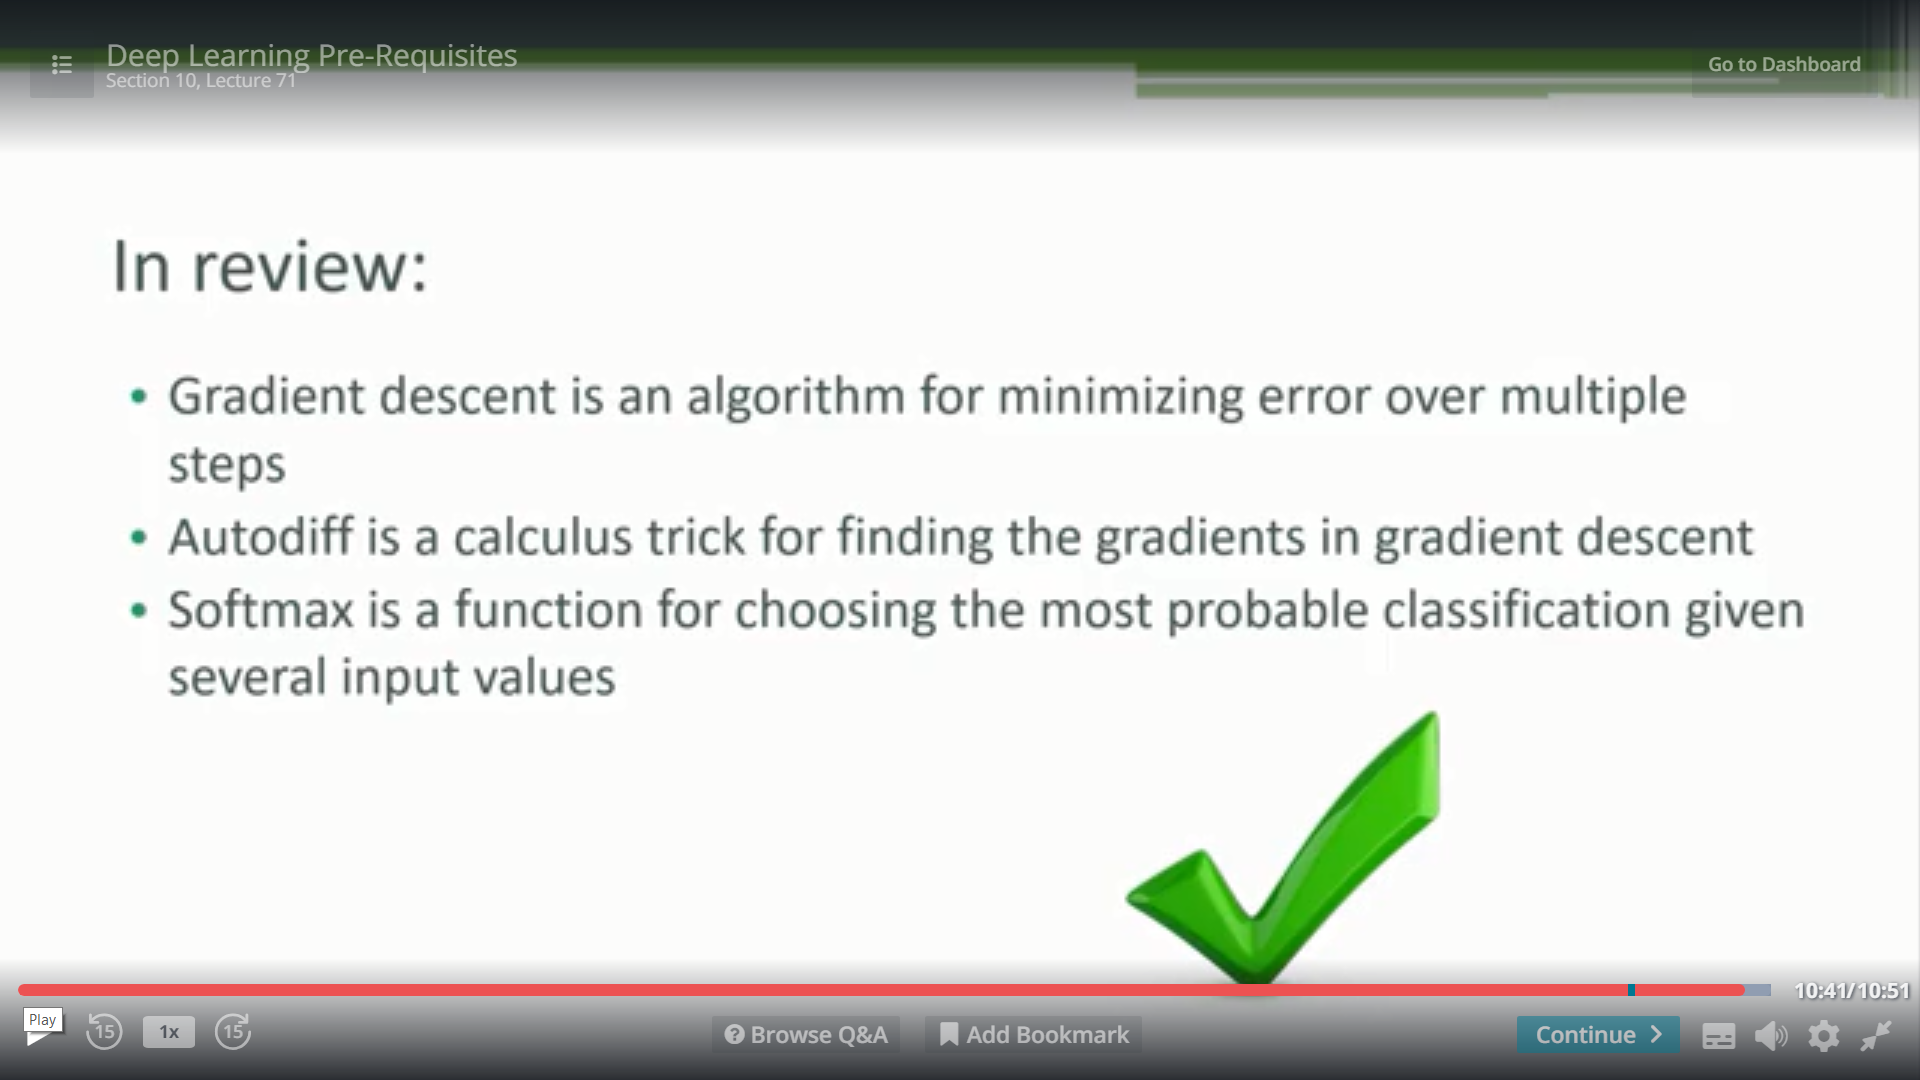 Deep Learning Pre-Requisites
Section 10, Lecture 71
Go to Dashboard
In review:
• Gradient descent is an algorithm for minimizing error over multiple
steps
• Autodiff is a calculus trick for finding the gradients in gradient descent
• Softmax is a function for choosing the most probable classification given
several input values
10:41/10:51
Play
15
1x
15
Browse Q&A
Add Bookmark
Continue